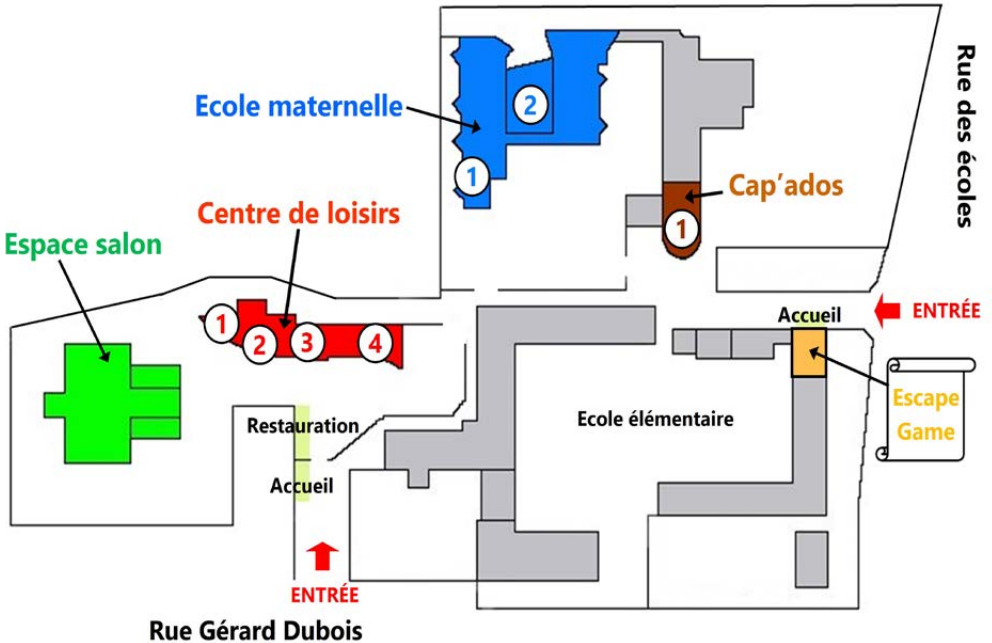 Rue des écoles
Ecole maternelle
2
1
Cap'ados
1
Centre de loisirs
Espace salon
1
2
3
4
Accueil
ENTRÉE
Escape
Game
Ecole élémentaire
Restauration
Accueil
ENTRÉE
Rue Gérard Dubois